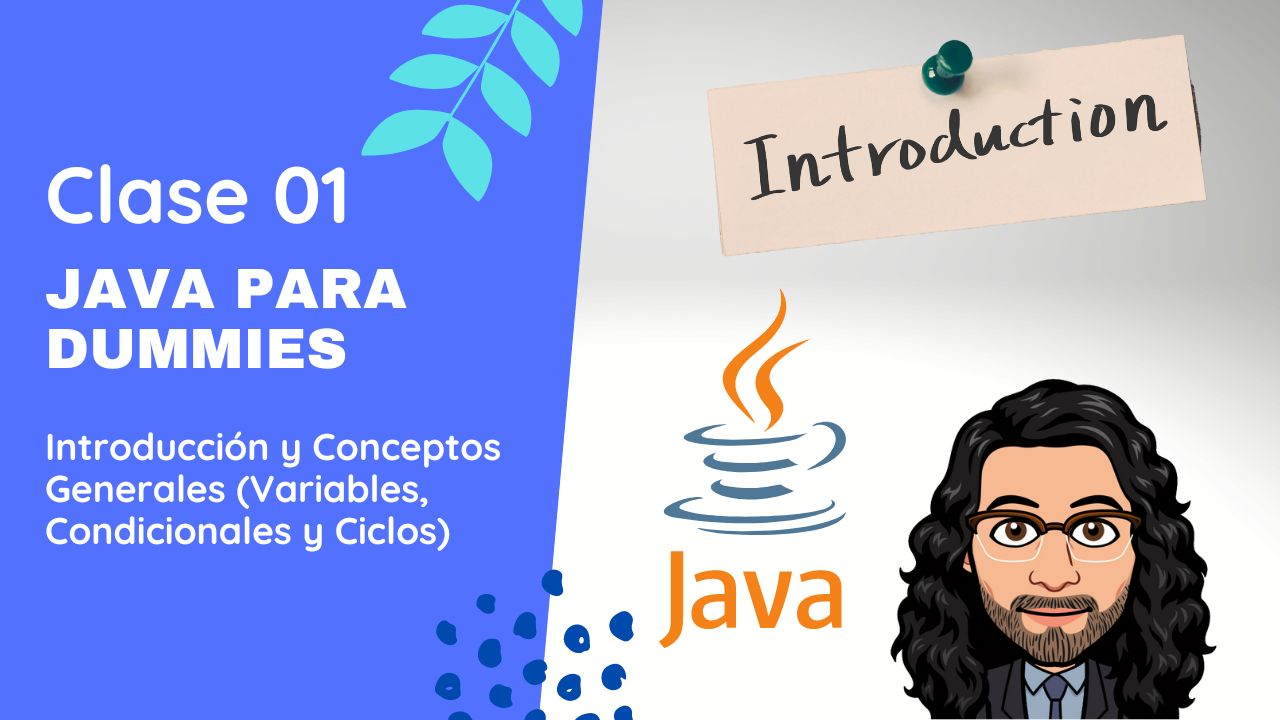 Clase 01
JAVA PARA
DUMMIES
Introducción y Conceptos
Generales (Variables,
Condicionales y Ciclos)
Introduction
Java